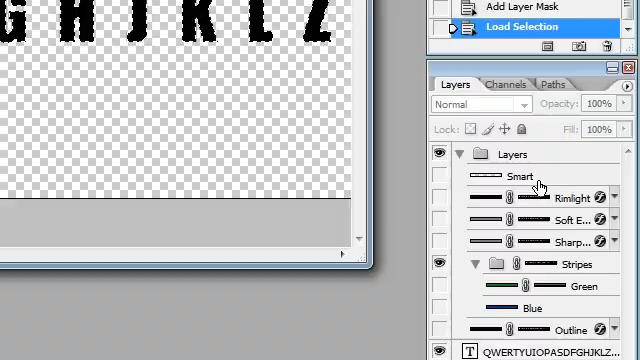 G H J K L Z
Add Layer Mask
Load Selection
Layers Channels Paths
Normal Opacity: 100%
Lock: Fill: 100%
Layers
Smart
Rimlight
Soft E...
Sharp...
Stripes
Green
Blue
Outline
T QWERTYUIOPASDFGHJKLZ...